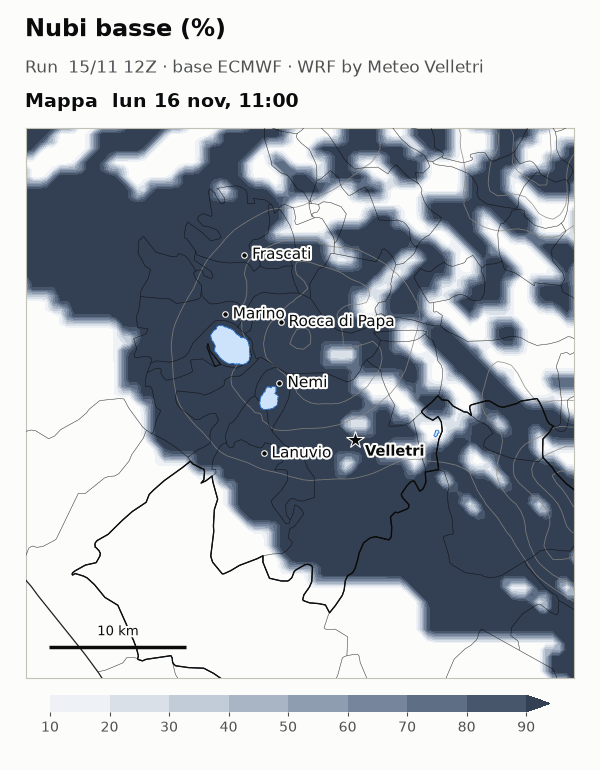 Nubi basse (%)
Run  15/11 12Z · base ECMWF · WRF by Meteo Velletri
Mappa  lun 16 nov, 11:00
Frascati
Marino
Rocca di Papa
Nemi
Velletri
Lanuvio
10 km
10 20 30 40 50 60 70 80 90